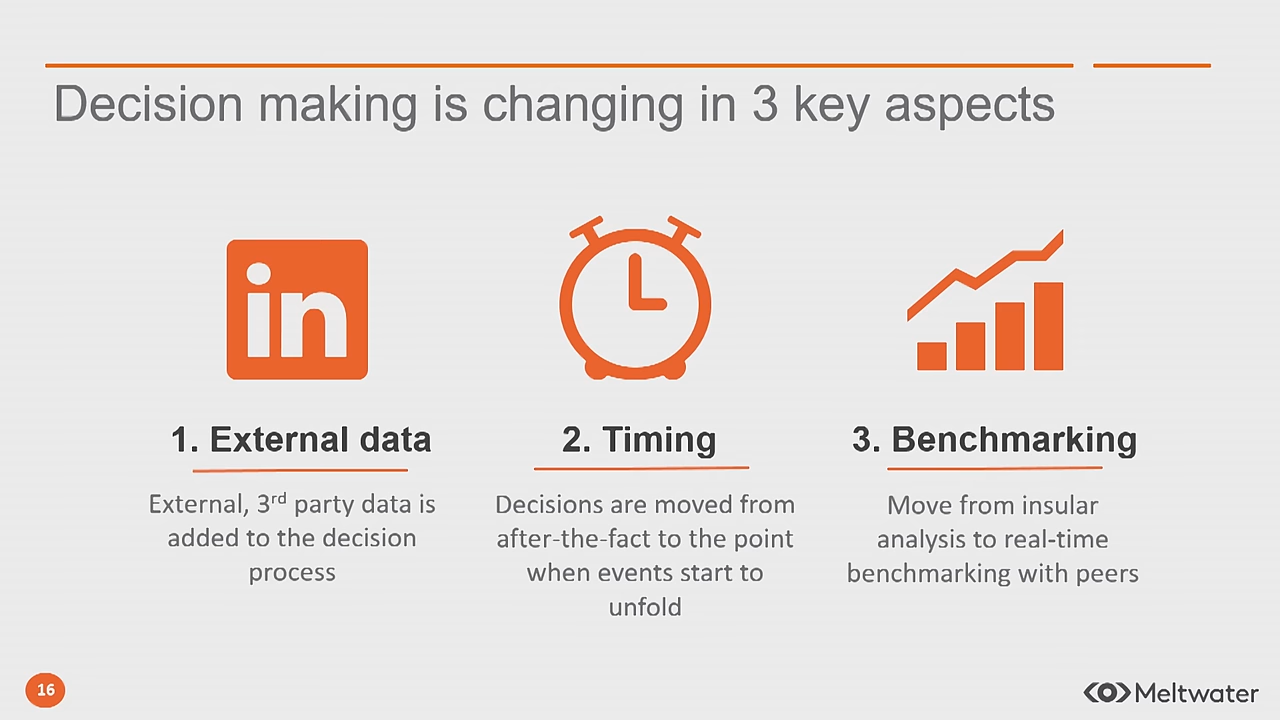 Decision making is changing in 3 key aspects
in
1. External data
External, 3rd party data is
added to the decision
process
2. Timing
Decisions are moved from
after-the-fact to the point
when events start to
unfold
3. Benchmarking
Move from insular
analysis to real-time
benchmarking with peers
16
Meltwater